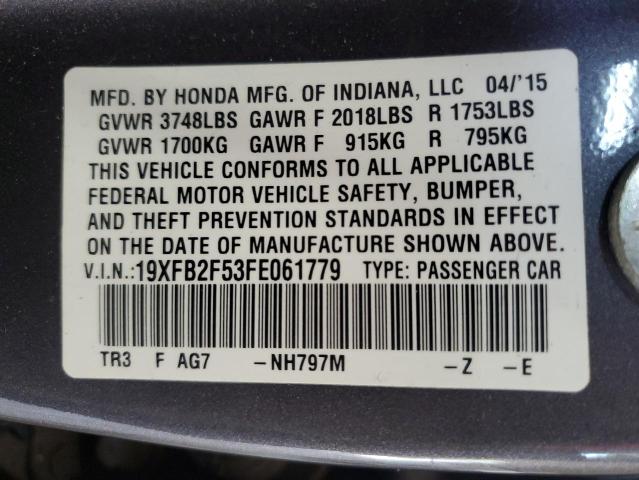 MFD. BY HONDA MFG. OF INDIANA, LLC 04/'15
GVWR 3748LBS GAWR F 2018LBS R 1753LBS
GVWR 1700KG GAWR F 915KG R 795KG
THIS VEHICLE CONFORMS TO ALL APPLICABLE
FEDERAL MOTOR VEHICLE SAFETY, BUMPER,
AND THEFT PREVENTION STANDARDS IN EFFECT
ON THE DATE OF MANUFACTURE SHOWN ABOVE.
V.I.N.:19XFB2F53FE061779 TYPE: PASSENGER CAR
TR3 F AG7 -NH797M -Z -E